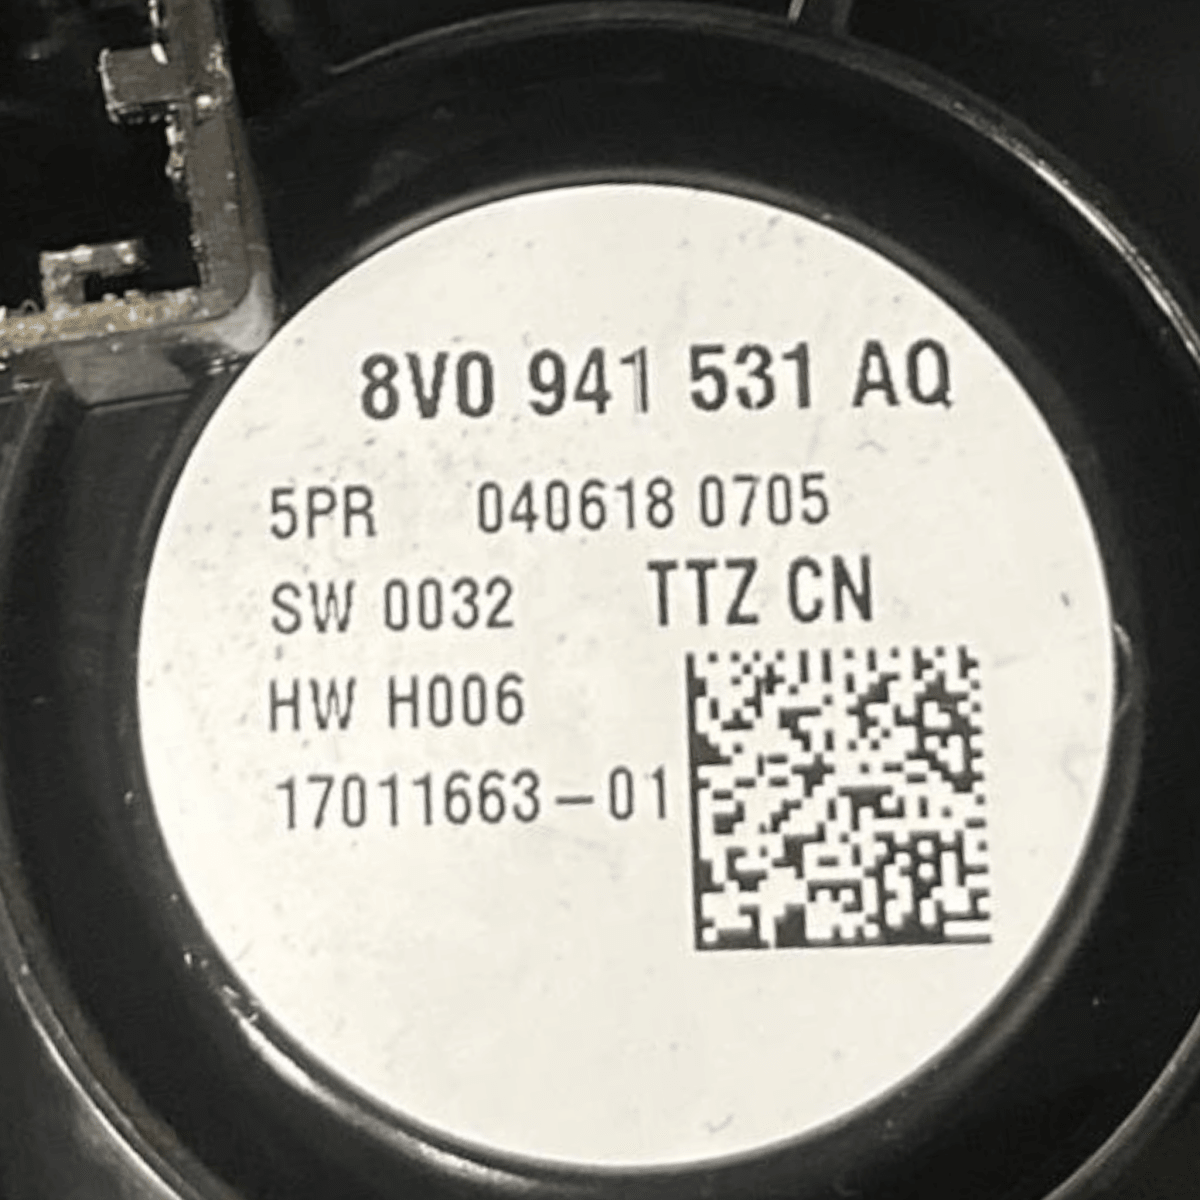 8V0 941 531 AQ
5PR 040618 0705
SW 0032 TTZ CN
HW H006
17011663-01